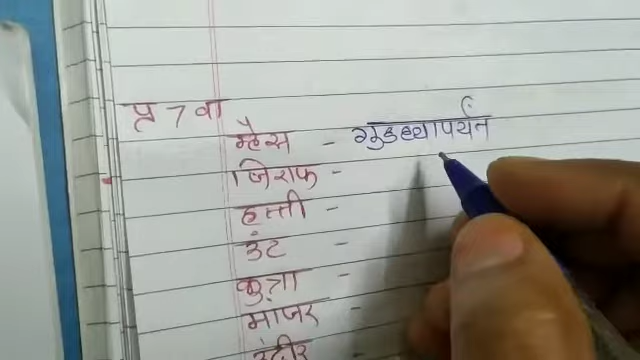 प्र 7 वा
म्हैस - गुडघ्यापर्यंत
जिराफ -
हत्ती -
उंट -
कुत्रा -
मांजर -
उंदीर